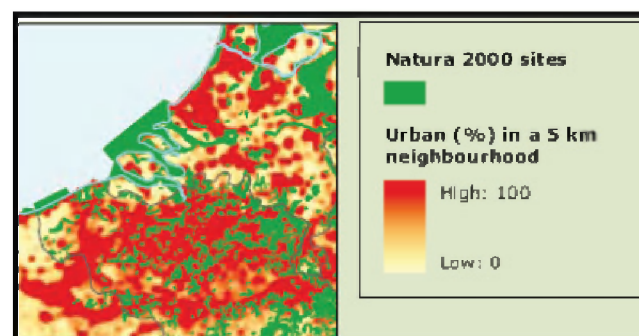 Natura 2000 sites
Urban (%) in a 5 km
neighbourhood
High: 100
Low: 0